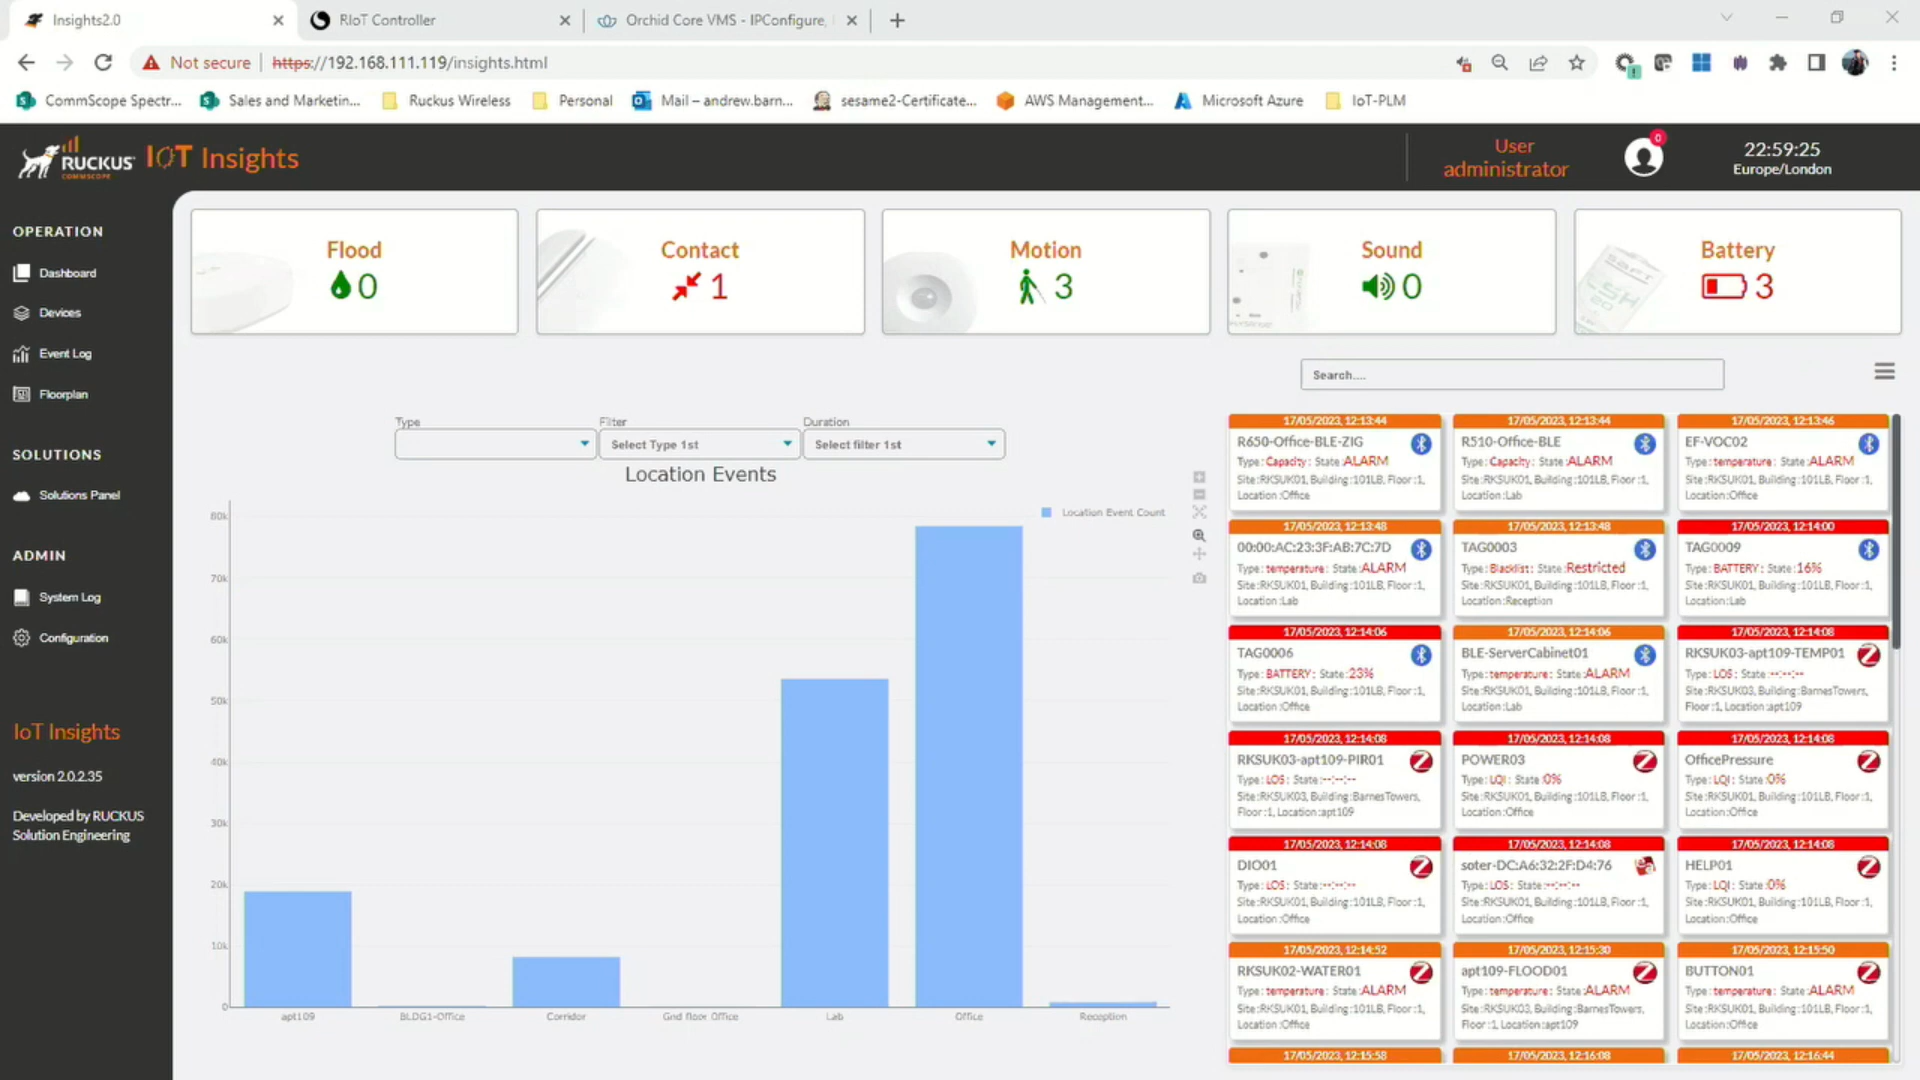 Insights2.0
RIoT Controller
Orchid Core VMS - IPConfigure,
Not secure
https://192.168.111.119/insights.html
CommScope Spectr...
Sales and Marketin...
Ruckus Wireless
Personal
Mail – andrew.barn...
sesame2-Certificate...
AWS Management...
Microsoft Azure
IoT-PLM
RUCKUS
COMMSCOPE
IOT Insights
User
administrator
0
22:59:25
Europe/London
OPERATION
Dashboard
Devices
Event Log
Floorplan
SOLUTIONS
Solutions Panel
ADMIN
System Log
Configuration
IoT Insights
version 2.0.2.35
Developed by RUCKUS
Solution Engineering
Flood
0
Contact
1
Motion
3
Sound
0
Battery
3
Search....
Type
Filter
Duration
Select Type 1st
Select filter 1st
Location Events
Location Event Count
80k
70k
60k
50k
40k
30k
20k
10k
0
apt109
BLDG1-Office
Corridor
Gnd floor Office
Lab
Office
Reception
17/05/2023, 12:13:44
R650-Office-BLE-ZIG
Type: Capacity: State:ALARM
Site:RKSUK01, Building:101LB, Floor:1,
Location:Office
17/05/2023, 12:13:44
R510-Office-BLE
Type: Capacity: State:ALARM
Site:RKSUK01, Building:101LB, Floor:1,
Location:Lab
17/05/2023, 12:13:46
EF-VOC02
Type: temperature: State:ALARM
Site:RKSUK01, Building:101LB, Floor:1,
Location:Office
17/05/2023, 12:13:48
00:00:AC:23:3F:AB:7C:7D
Type: temperature: State:ALARM
Site:RKSUK01, Building:101LB, Floor:1,
Location:Lab
17/05/2023, 12:13:48
TAG0003
Type: Blacklist: State:Restricted
Site:RKSUK01, Building:101LB, Floor:1,
Location:Reception
17/05/2023, 12:14:00
TAG0009
Type: BATTERY: State:16%
Site:RKSUK01, Building:101LB, Floor:1,
Location:Lab
17/05/2023, 12:14:06
TAG0006
Type: BATTERY: State:23%
Site:RKSUK01, Building:101LB, Floor:1,
Location:Office
17/05/2023, 12:14:06
BLE-ServerCabinet01
Type: temperature: State:ALARM
Site:RKSUK01, Building:101LB, Floor:1,
Location:Lab
17/05/2023, 12:14:08
RKSUK03-apt109-TEMP01
Type: LOS: State:--:--:--
Site:RKSUK03, Building:BarnesTowers,
Floor:1, Location:apt109
17/05/2023, 12:14:08
RKSUK03-apt109-PIR01
Type: LOS: State:--:--:--
Site:RKSUK03, Building:BarnesTowers,
Floor:1, Location:apt109
17/05/2023, 12:14:08
POWER03
Type: LQI: State:0%
Site:RKSUK01, Building:101LB, Floor:1,
Location:Office
17/05/2023, 12:14:08
OfficePressure
Type: LQI: State:0%
Site:RKSUK01, Building:101LB, Floor:1,
Location:Office
17/05/2023, 12:14:08
DIO01
Type: LOS: State:--:--:--
Site:RKSUK01, Building:101LB, Floor:1,
Location:Office
17/05/2023, 12:14:08
soter-DC:A6:32:2F:D4:76
Type: LOS: State:--:--:--
Site:RKSUK01, Building:101LB, Floor:1,
Location:Office
17/05/2023, 12:14:08
HELP01
Type: LQI: State:0%
Site:RKSUK01, Building:101LB, Floor:1,
Location:Office
17/05/2023, 12:14:52
RKSUK02-WATER01
Type: temperature: State:ALARM
Site:RKSUK01, Building:101LB, Floor:1,
Location:Office
17/05/2023, 12:15:30
apt109-FLOOD01
Type: temperature: State:ALARM
Site:RKSUK03, Building:BarnesTowers,
Floor:1, Location:apt109
17/05/2023, 12:15:50
BUTTON01
Type: temperature: State:ALARM
Site:RKSUK01, Building:101LB, Floor:1,
Location:Office
17/05/2023, 12:15:58
17/05/2023, 12:16:08
17/05/2023, 12:16:44